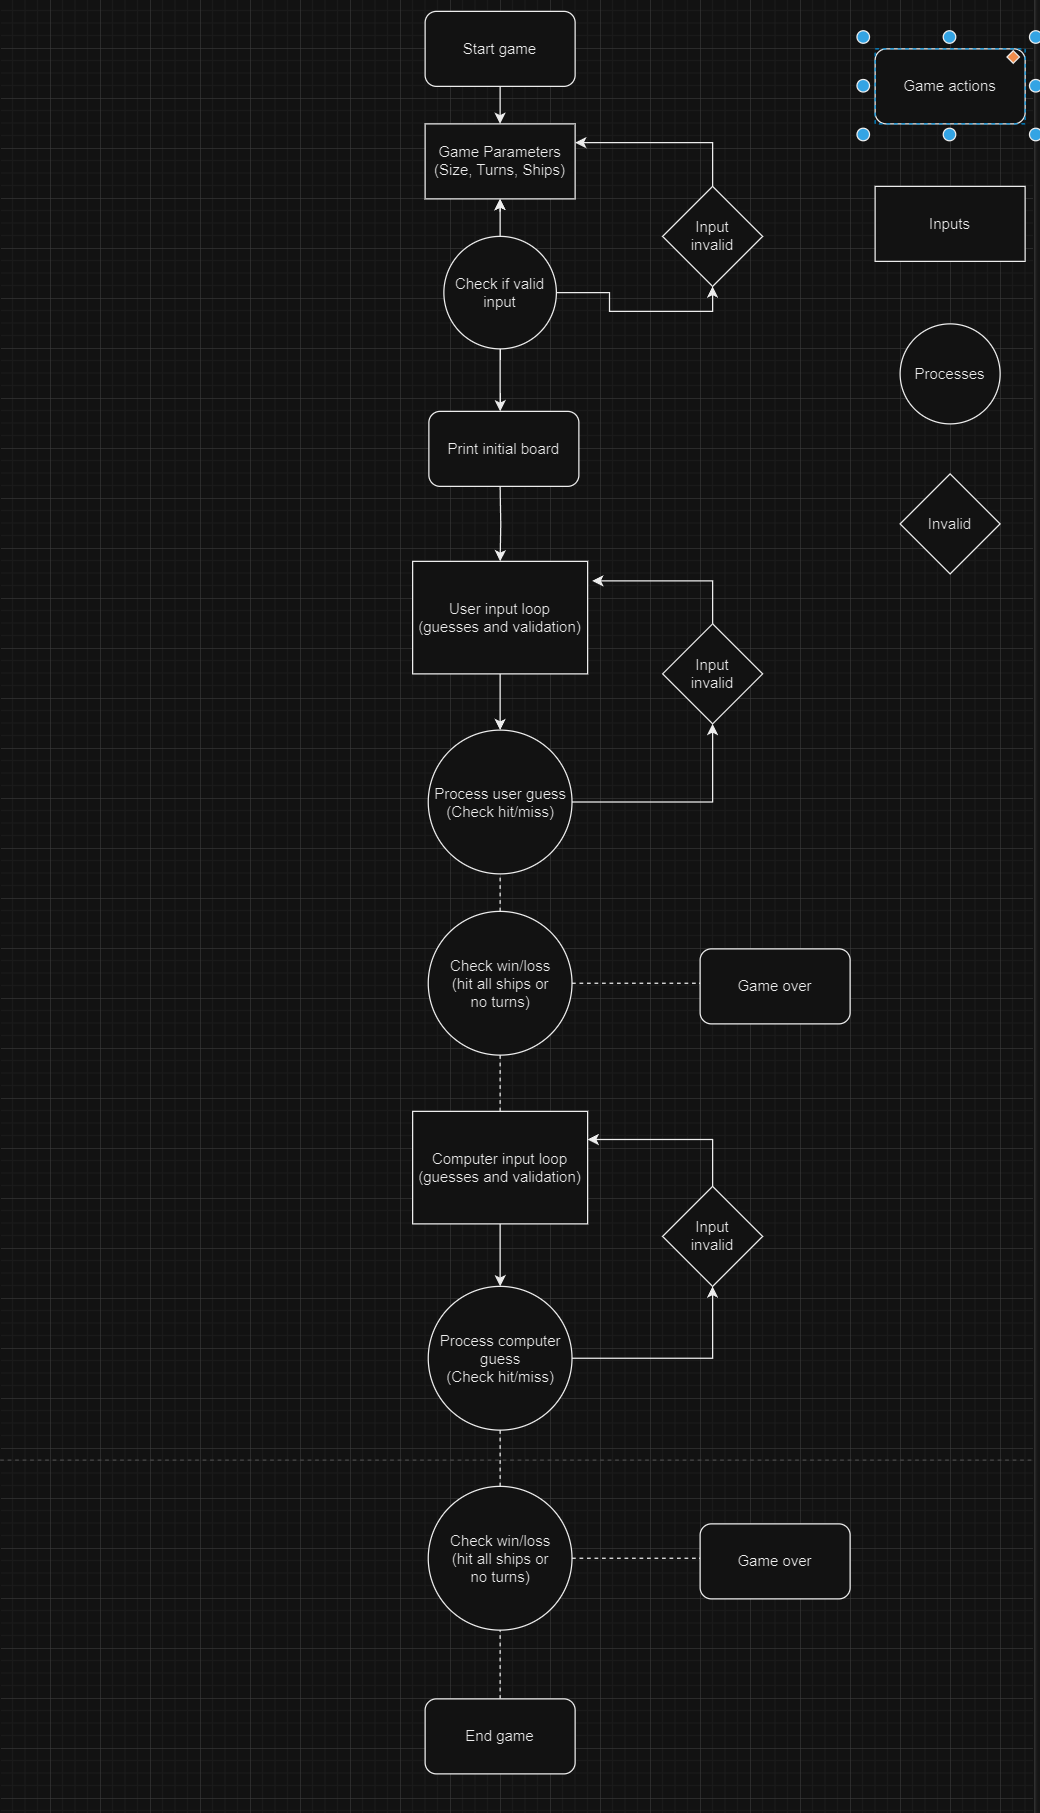 Start game
Game actions
Game Parameters
(Size, Turns, Ships)
Input
invalid
Inputs
Check if valid
input
Processes
Print initial board
Invalid
User input loop
(guesses and validation)
Input
invalid
Process user guess
(Check hit/miss)
Check win/loss
(hit all ships or
no turns)
Game over
Computer input loop
(guesses and validation)
Input
invalid
Process computer
guess
(Check hit/miss)
Check win/loss
(hit all ships or
no turns)
Game over
End game